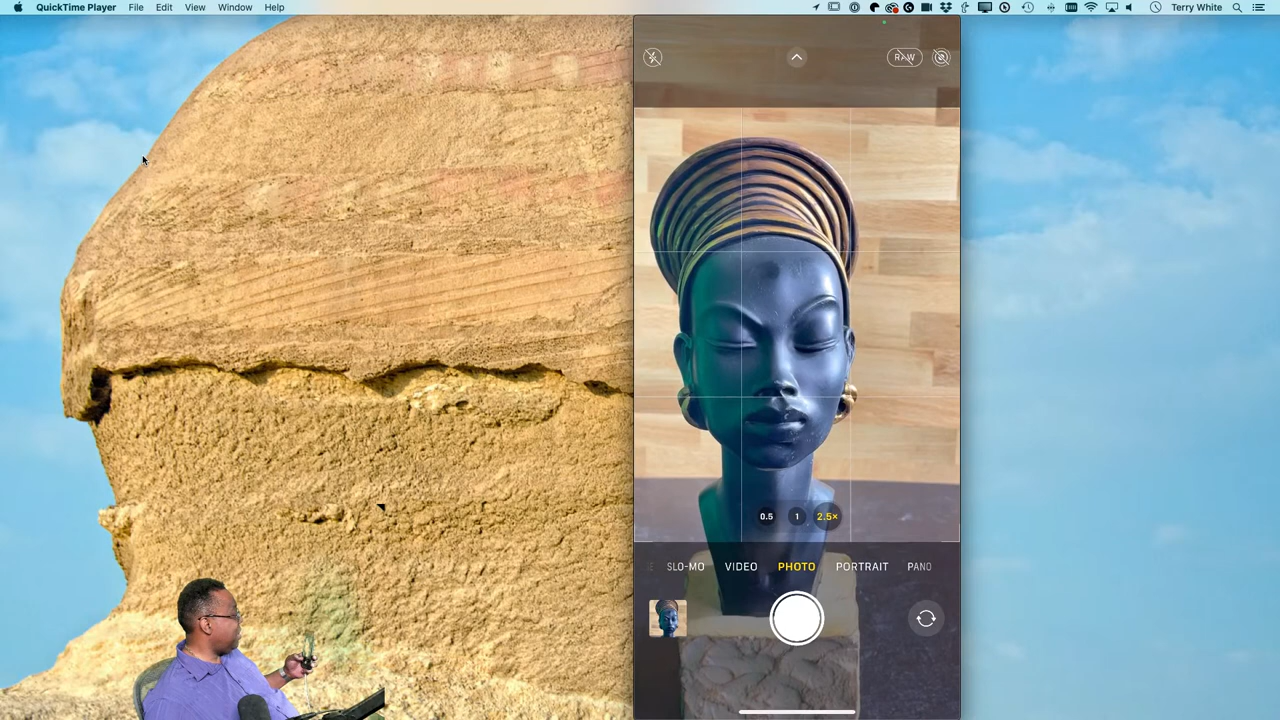 QuickTime Player File Edit View Window Help Terry White
RAW
0.5 1 2.5×
SLO-MO VIDEO PHOTO PORTRAIT PANO